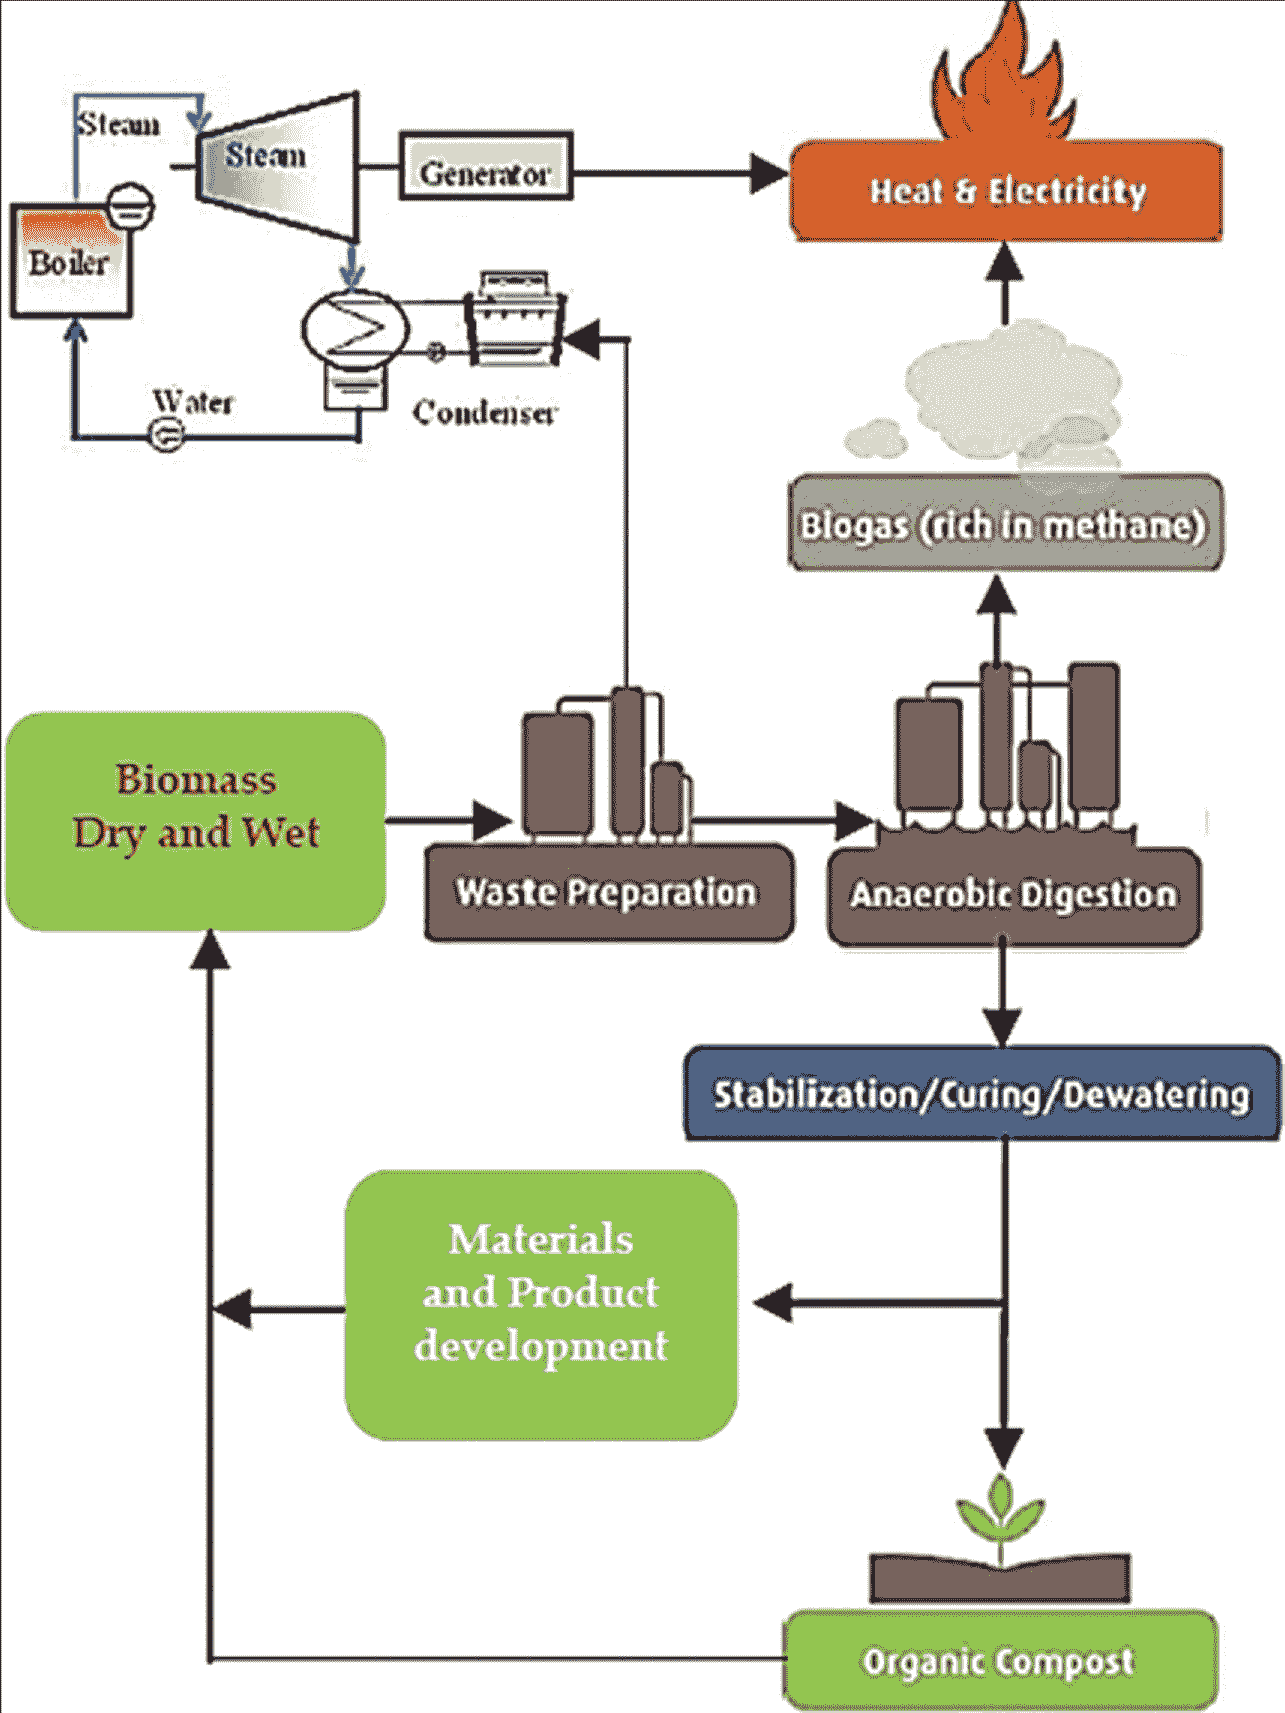 Steam
Steam
Generator
Heat & Electricity
Boiler
Water
Condenser
Biogas (rich in methane)
Biomass
Dry and Wet
Waste Preparation
Anaerobic Digestion
Stabilization/Curing/Dewatering
Materials
and Product
development
Organic Compost